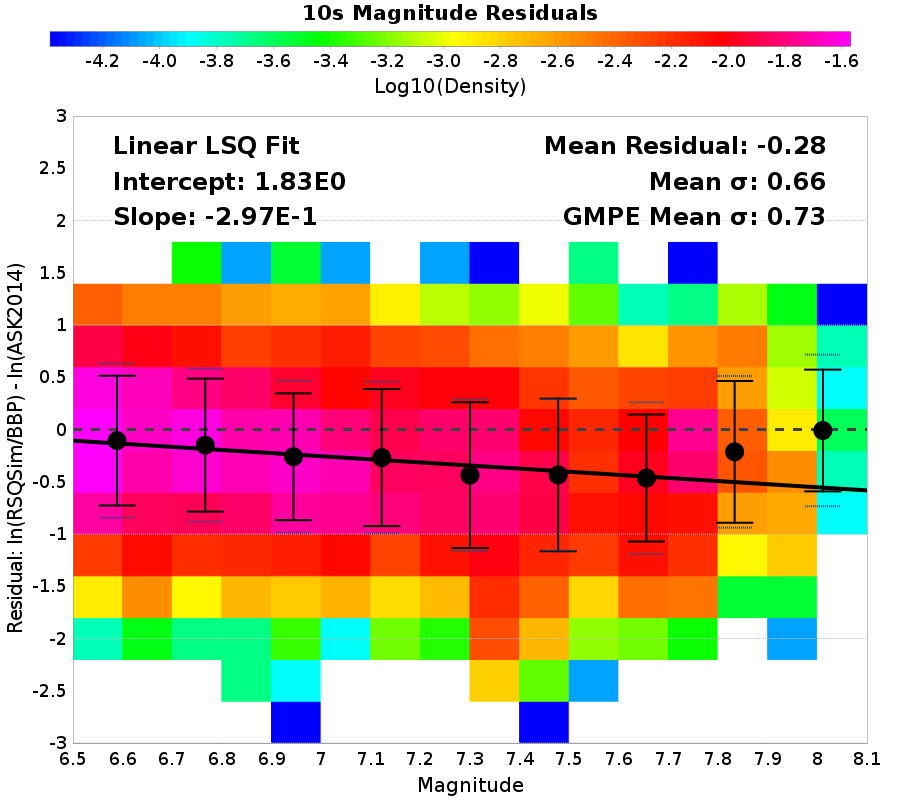 10s Magnitude Residuals
-4.2 -4.0 -3.8 -3.6 -3.4 -3.2 -3.0 -2.8 -2.6 -2.4 -2.2 -2.0 -1.8 -1.6
Log10(Density)
Linear LSQ Fit
Intercept: 1.83E0
Slope: -2.97E-1
Mean Residual: -0.28
Mean σ: 0.66
GMPE Mean σ: 0.73
Residual: ln(RSQSim/BBP) - ln(ASK2014)
3
2.5
2
1.5
1
0.5
0
-0.5
-1
-1.5
-2
-2.5
-3
6.5 6.6 6.7 6.8 6.9 7 7.1 7.2 7.3 7.4 7.5 7.6 7.7 7.8 7.9 8 8.1
Magnitude